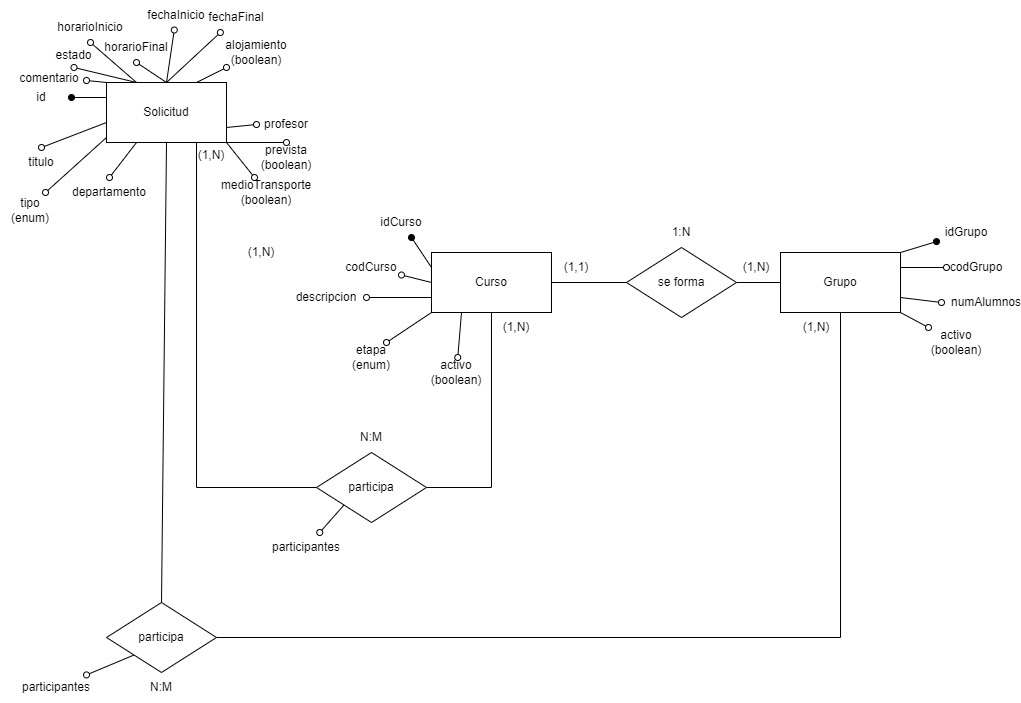 fechaInicio
fechaFinal
horarioInicio
horarioFinal
alojamiento
(boolean)
estado
comentario
id
Solicitud
profesor
prevista
(boolean)
(1,N)
titulo
departamento
medioTransporte
(boolean)
tipo
(enum)
(1,N)
idCurso
codCurso
descripcion
Curso
etapa
(enum)
activo
(boolean)
(1,N)
(1,1)
1:N
se forma
(1,N)
Grupo
idGrupo
codGrupo
numAlumnos
activo
(boolean)
(1,N)
N:M
participa
participantes
participa
participantes
N:M